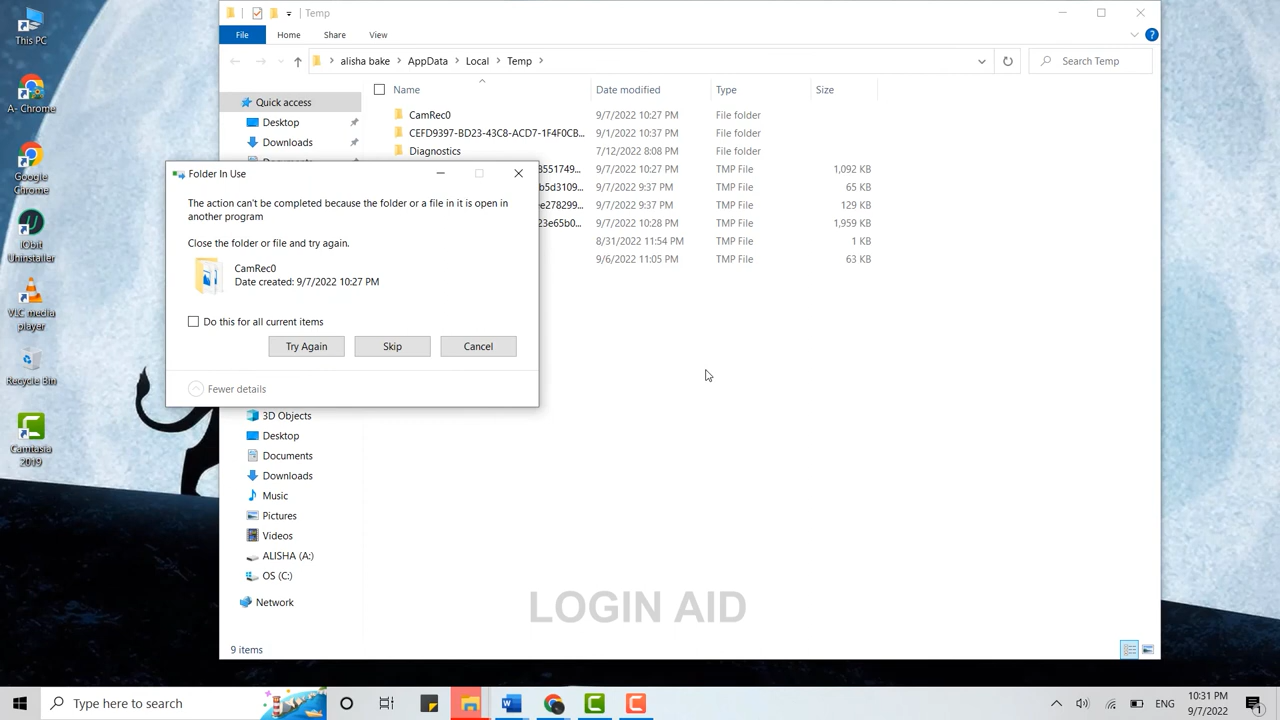 Temp
File
Home
Share
View
alisha bake
AppData
Local
Temp
Search Temp
Name
Date modified
Type
Size
Quick access
Desktop
Downloads
CamRec0
9/7/2022 10:27 PM
File folder
CEFD9397-BD23-43C8-ACD7-1F4F0CB...
9/1/2022 10:37 PM
File folder
Diagnostics
7/12/2022 8:08 PM
File folder
8551749...
9/7/2022 10:27 PM
TMP File
1,092 KB
b5d3109...
9/7/2022 9:37 PM
TMP File
65 KB
ee278299...
9/7/2022 9:37 PM
TMP File
129 KB
23e65b0...
9/7/2022 10:28 PM
TMP File
1,959 KB
8/31/2022 11:54 PM
TMP File
1 KB
9/6/2022 11:05 PM
TMP File
63 KB
Folder In Use
The action can't be completed because the folder or a file in it is open in
another program
Close the folder or file and try again.
CamRec0
Date created: 9/7/2022 10:27 PM
Do this for all current items
Try Again
Skip
Cancel
Fewer details
3D Objects
Desktop
Documents
Downloads
Music
Pictures
Videos
ALISHA (A:)
OS (C:)
Network
9 items
LOGIN AID
This PC
A- Chrome
Google
Chrome
IObit
Uninstaller
VLC media
player
Recycle Bin
Camtasia
2019
Type here to search
ENG
10:31 PM
9/7/2022
1